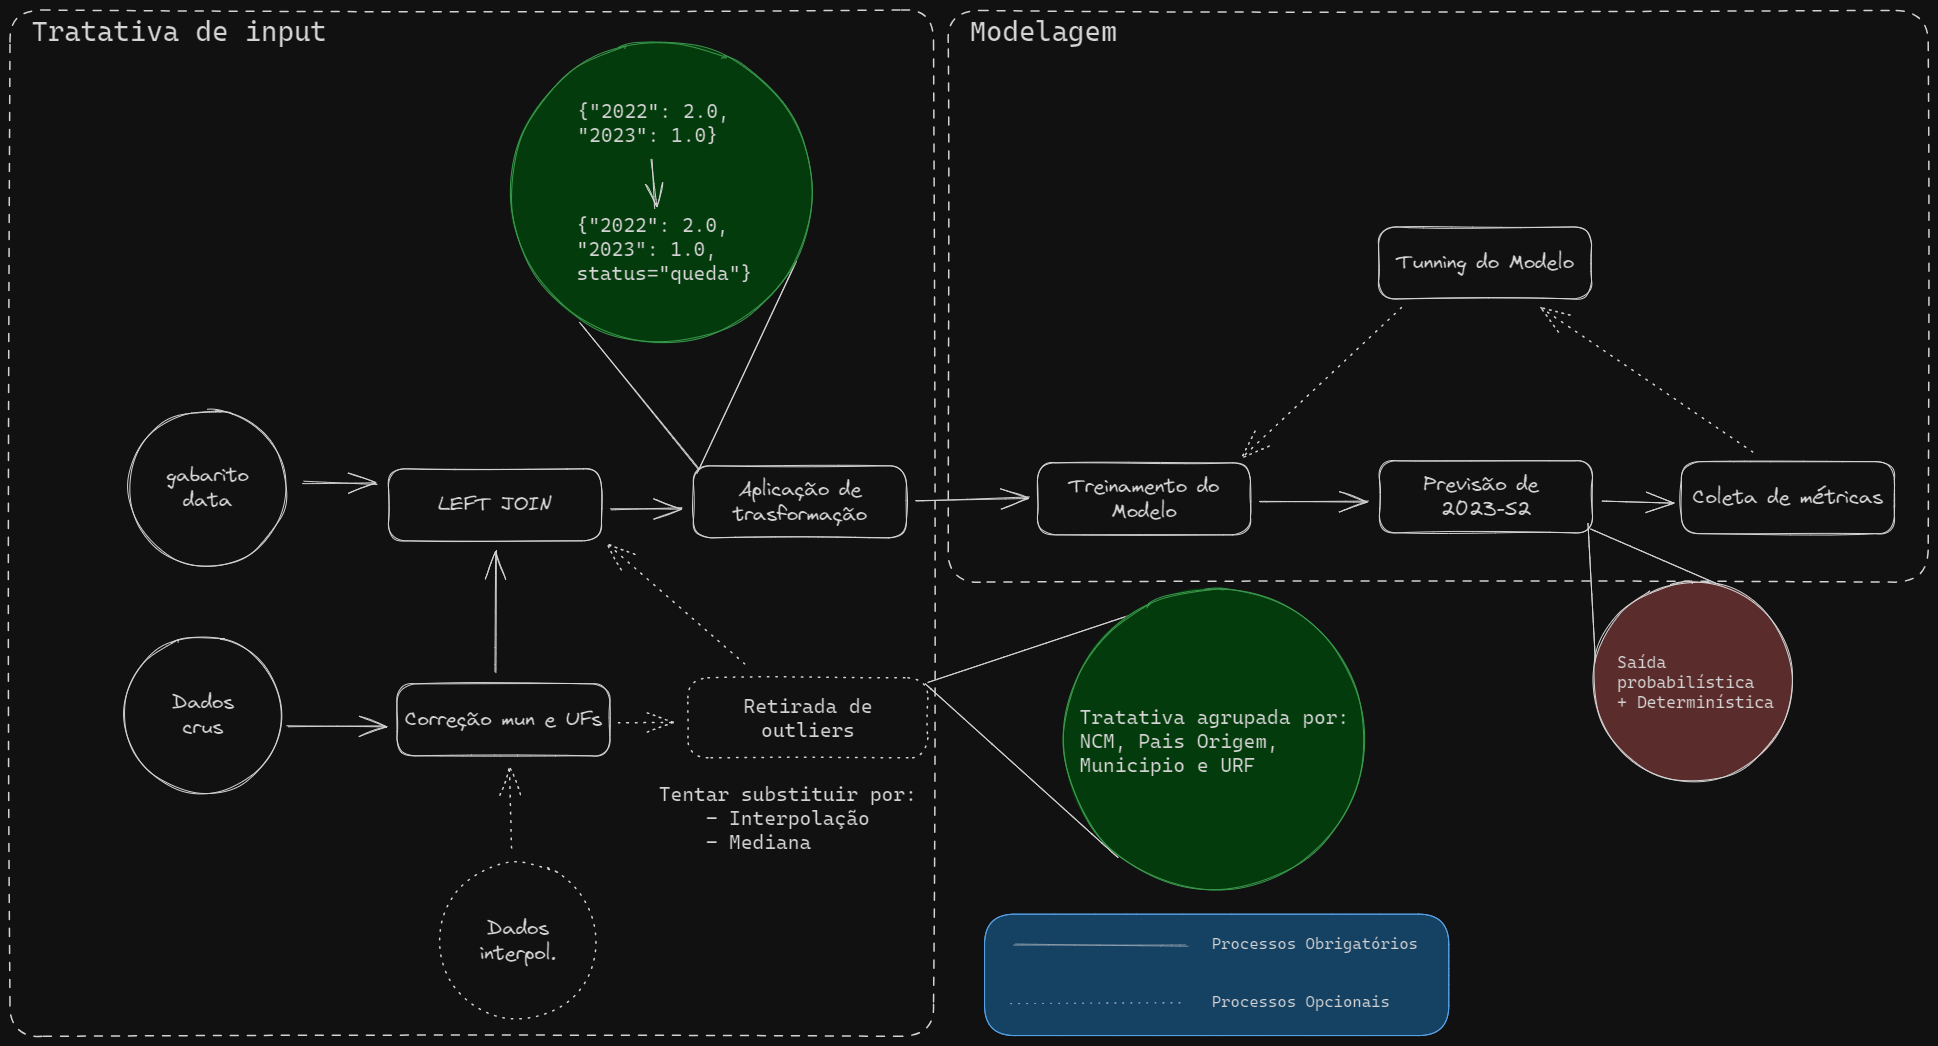 Tratativa de input
{"2022": 2.0,
"2023": 1.0}
{"2022": 2.0,
"2023": 1.0,
status="queda"}
gabarito
data
LEFT JOIN
Aplicação de
trasformação
Dados
crus
Correção mun e UFs
Retirada de
outliers
Tentar substituir por:
- Interpolação
- Mediana
Dados
interpol.
Modelagem
Tunning do Modelo
Treinamento do
Modelo
Previsão de
2023-S2
Coleta de métricas
Tratativa agrupada por:
NCM, Pais Origem,
Municipio e URF
Saída
probabilística
+ Determinística
Processos Obrigatórios
Processos Opcionais